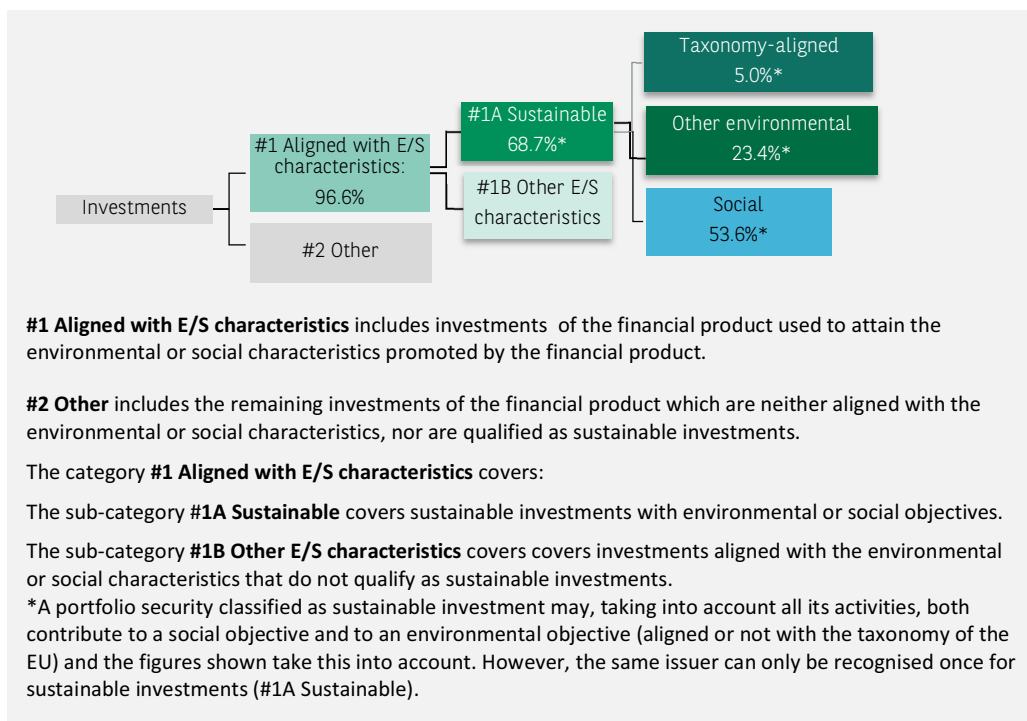 Taxonomy-aligned
5.0%*
#1A Sustainable
68.7%*
Other environmental
23.4%*
#1 Aligned with E/S
characteristics:
96.6%
#1B Other E/S
characteristics
Social
53.6%*
Investments
#2 Other
#1 Aligned with E/S characteristics includes investments of the financial product used to attain the
environmental or social characteristics promoted by the financial product.
#2 Other includes the remaining investments of the financial product which are neither aligned with the
environmental or social characteristics, nor are qualified as sustainable investments.
The category #1 Aligned with E/S characteristics covers:
The sub-category #1A Sustainable covers sustainable investments with environmental or social objectives.
The sub-category #1B Other E/S characteristics covers covers investments aligned with the environmental
or social characteristics that do not qualify as sustainable investments.
*A portfolio security classified as sustainable investment may, taking into account all its activities, both
contribute to a social objective and to an environmental objective (aligned or not with the taxonomy of the
EU) and the figures shown take this into account. However, the same issuer can only be recognised once for
sustainable investments (#1A Sustainable).